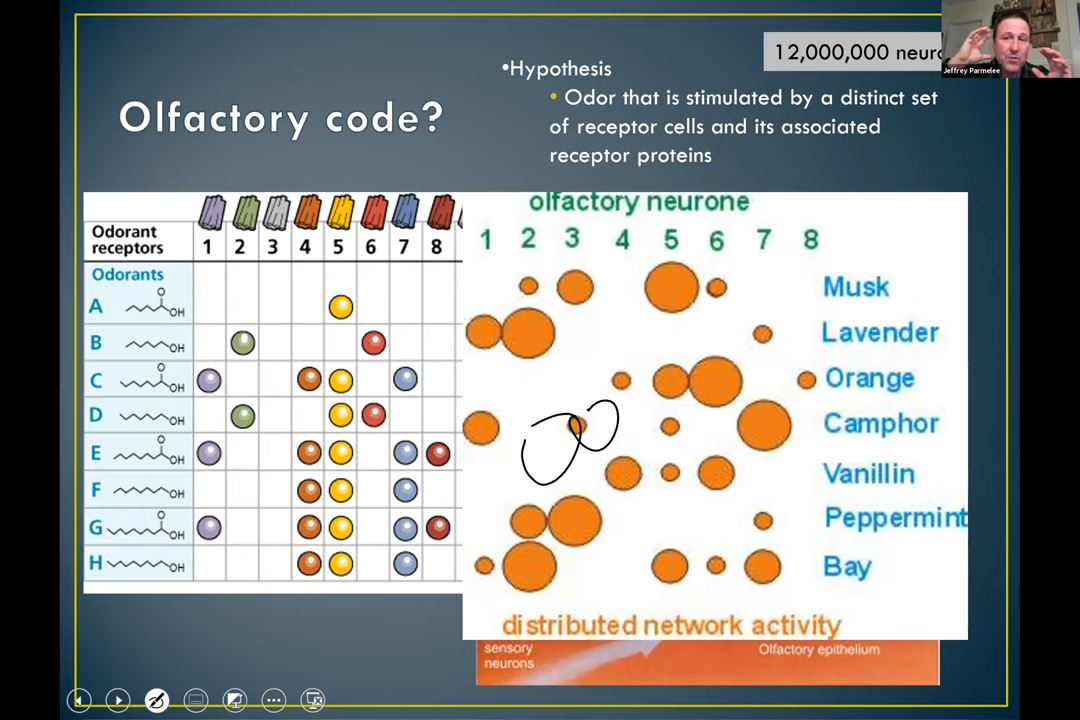 Olfactory code?
•Hypothesis
• Odor that is stimulated by a distinct set
of receptor cells and its associated
receptor proteins
12,000,000
Jeffrey Parmelee
Odorant
receptors
1 2 3 4 5 6 7 8
Odorants
A O OH
B OH
C O OH
D OH
E O OH
F OH
G O OH
H OH
olfactory neurone
1 2 3 4 5 6 7 8
Musk
Lavender
Orange
Camphor
Vanillin
Peppermint
Bay
distributed network activity
sensory
neurons
Olfactory epithelium